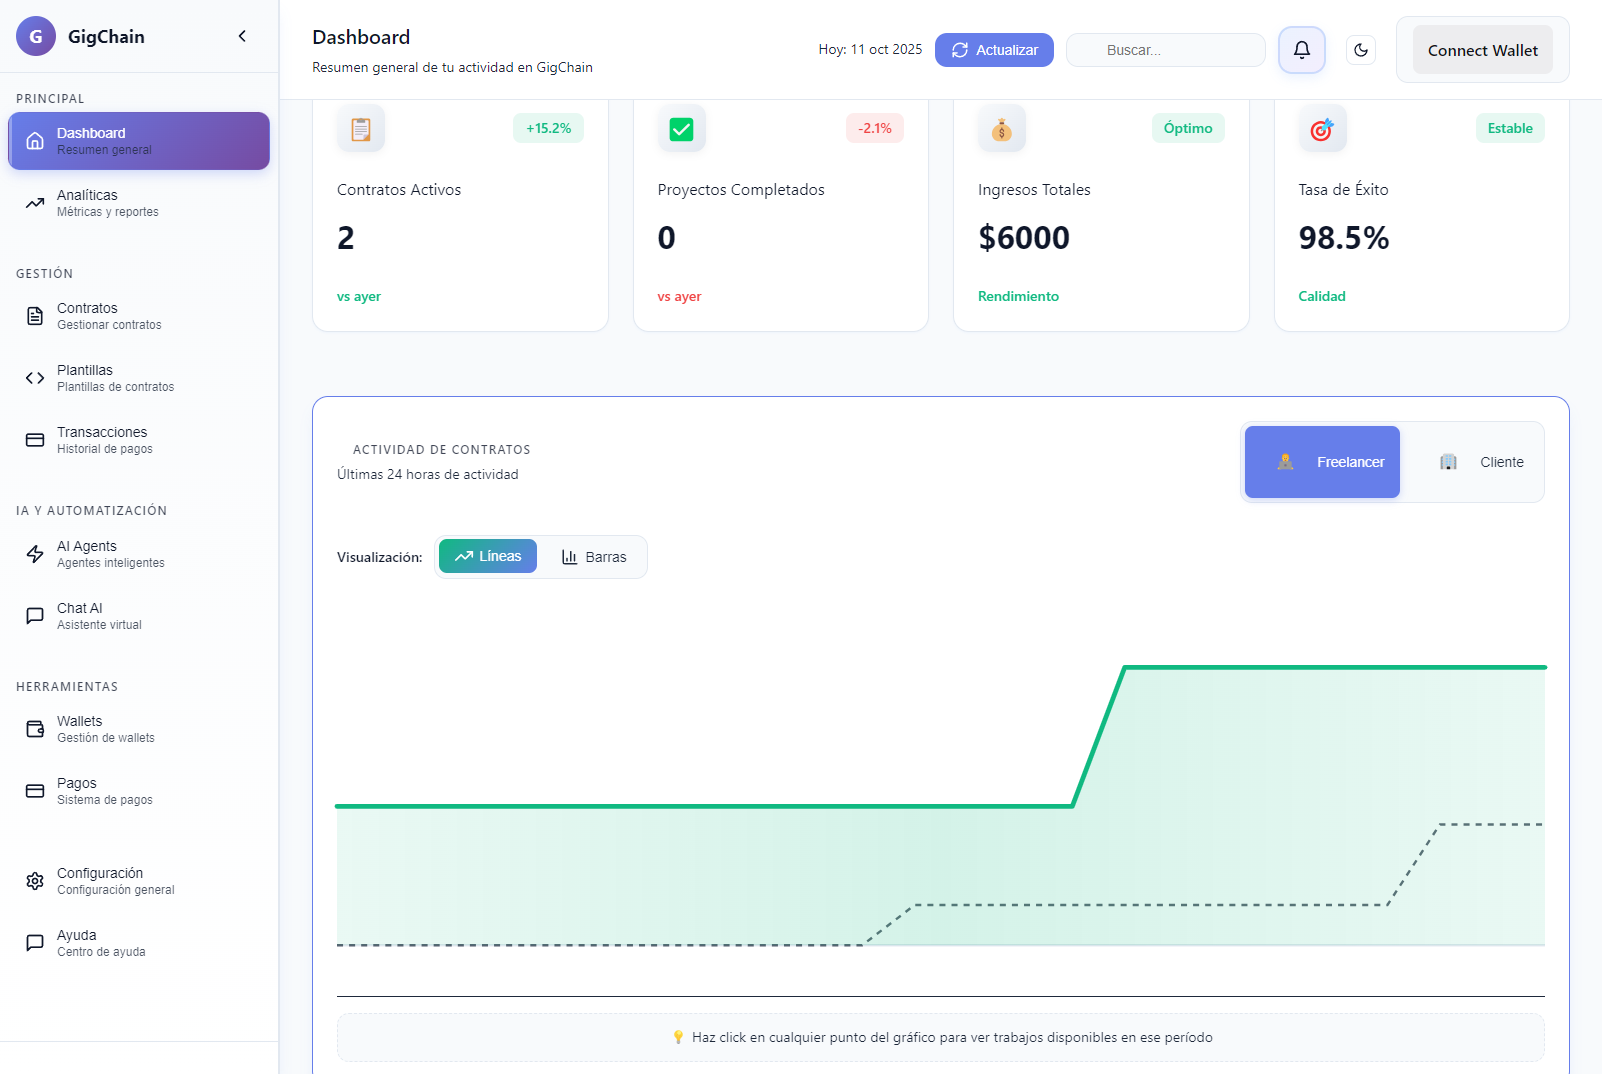 G GigChain
PRINCIPAL
Dashboard
Resumen general
Analíticas
Métricas y reportes
GESTIÓN
Contratos
Gestionar contratos
Plantillas
Plantillas de contratos
Transacciones
Historial de pagos
IA Y AUTOMATIZACIÓN
AI Agents
Agentes inteligentes
Chat AI
Asistente virtual
HERRAMIENTAS
Wallets
Gestión de wallets
Pagos
Sistema de pagos
Configuración
Configuración general
Ayuda
Centro de ayuda
Dashboard
Resumen general de tu actividad en GigChain
Hoy: 11 oct 2025
Actualizar
Buscar...
Connect Wallet
+15.2%
Contratos Activos
2
vs ayer
-2.1%
Proyectos Completados
0
vs ayer
Óptimo
Ingresos Totales
$6000
Rendimiento
Estable
Tasa de Éxito
98.5%
Calidad
ACTIVIDAD DE CONTRATOS
Últimas 24 horas de actividad
Freelancer
Cliente
Visualización:
Líneas
Barras
Haz click en cualquier punto del gráfico para ver trabajos disponibles en ese período